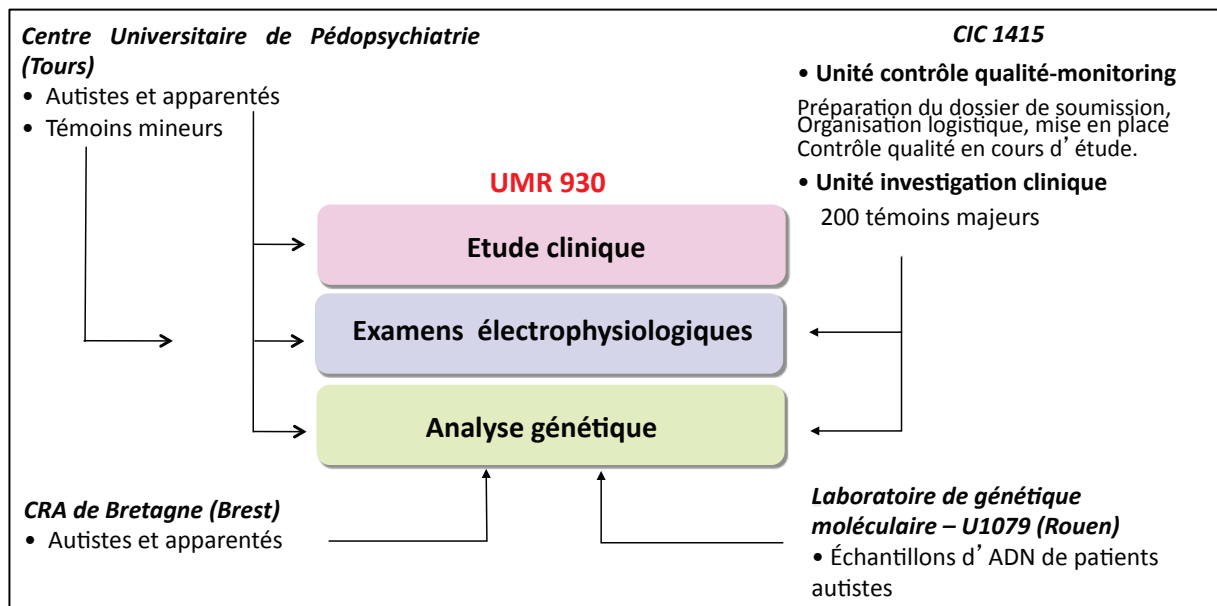 Centre Universitaire de Pédopsychiatrie
(Tours)
• Autistes et apparentés
• Témoins mineurs
CIC 1415
• Unité contrôle qualité-monitoring
Préparation du dossier de soumission,
Organisation logistique, mise en place
Contrôle qualité en cours d’ étude.
• Unité investigation clinique
200 témoins majeurs
UMR 930
Etude clinique
Examens électrophysiologiques
Analyse génétique
CRA de Bretagne (Brest)
• Autistes et apparentés
Laboratoire de génétique
moléculaire – U1079 (Rouen)
• Échantillons d’ ADN de patients
autistes